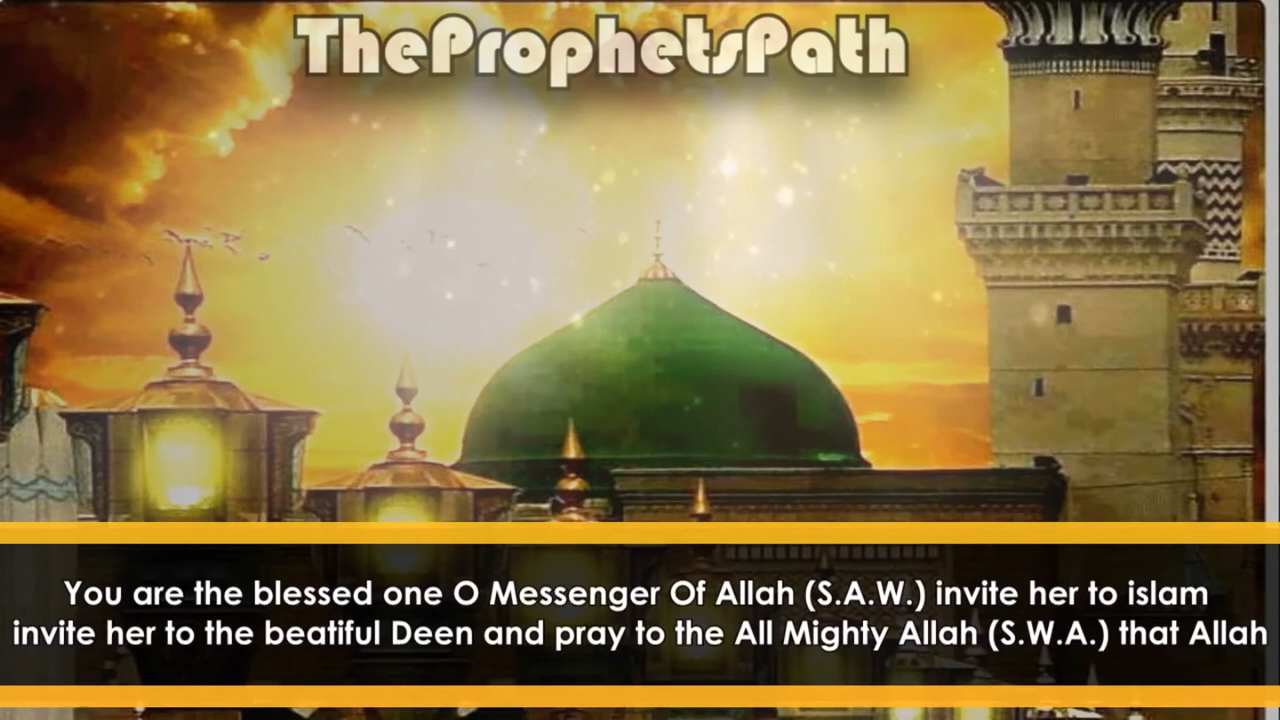 TheProphetsPath
You are the blessed one O Messenger Of Allah (S.A.W.) invite her to islam
invite her to the beatiful Deen and pray to the All Mighty Allah (S.W.A.) that Allah